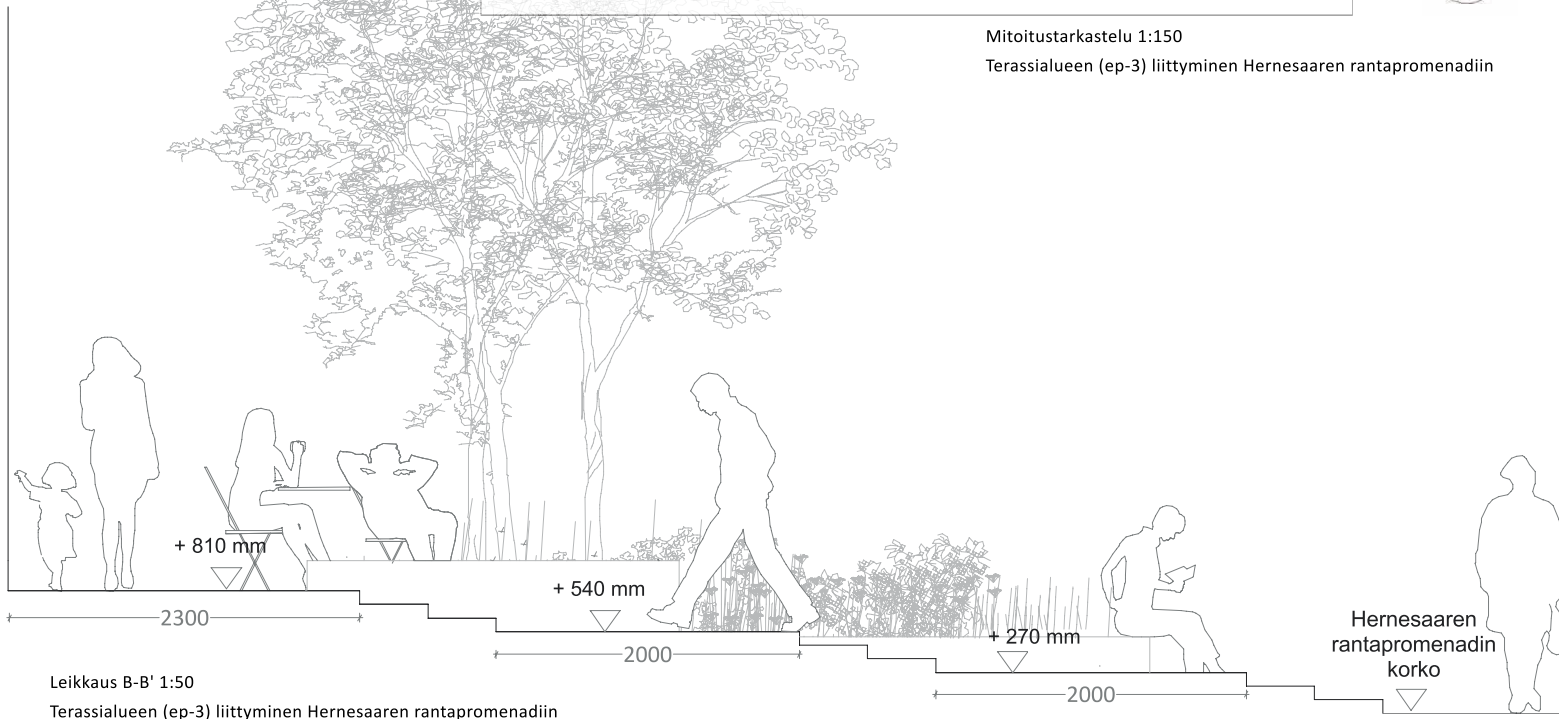 Mitoitustarkastelu 1:150
Terassialueen (ep-3) liittyminen Hernesaaren rantapromenadiin
+ 810 mm
2300
+ 540 mm
2000
+ 270 mm
2000
Hernesaaren
rantapromenadin
korko
Leikkaus B-B' 1:50
Terassialueen (ep-3) liittyminen Hernesaaren rantapromenadiin